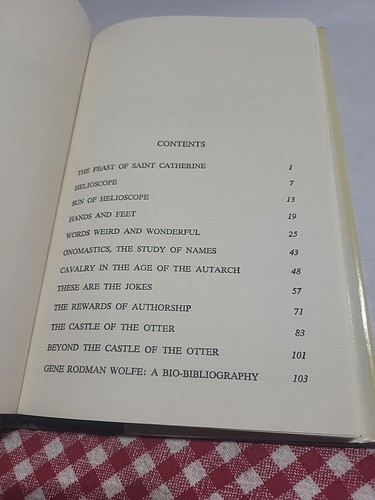 CONTENTS
THE FEAST OF SAINT CATHERINE 1
HELIOSCOPE 7
SUN OF HELIOSCOPE 13
HANDS AND FEET 19
WORDS WEIRD AND WONDERFUL 25
ONOMASTICS, THE STUDY OF NAMES 43
CAVALRY IN THE AGE OF THE AUTARCH 48
THESE ARE THE JOKES 57
THE REWARDS OF AUTHORSHIP 71
THE CASTLE OF THE OTTER 83
BEYOND THE CASTLE OF THE OTTER 101
GENE RODMAN WOLFE: A BIO-BIBLIOGRAPHY 103